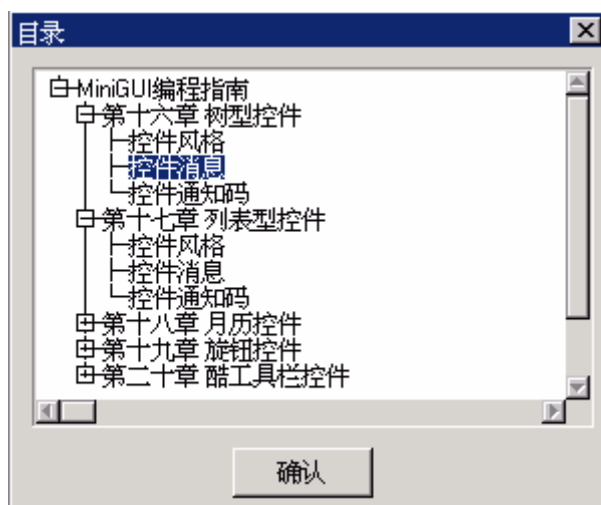 目录
MiniGUI编程指南
第十六章 树型控件
控件风格
控件消息
控件通知码
第十七章 列表型控件
控件风格
控件消息
控件通知码
第十八章 月历控件
第十九章 旋钮控件
第二十章 酷工具栏控件
确认